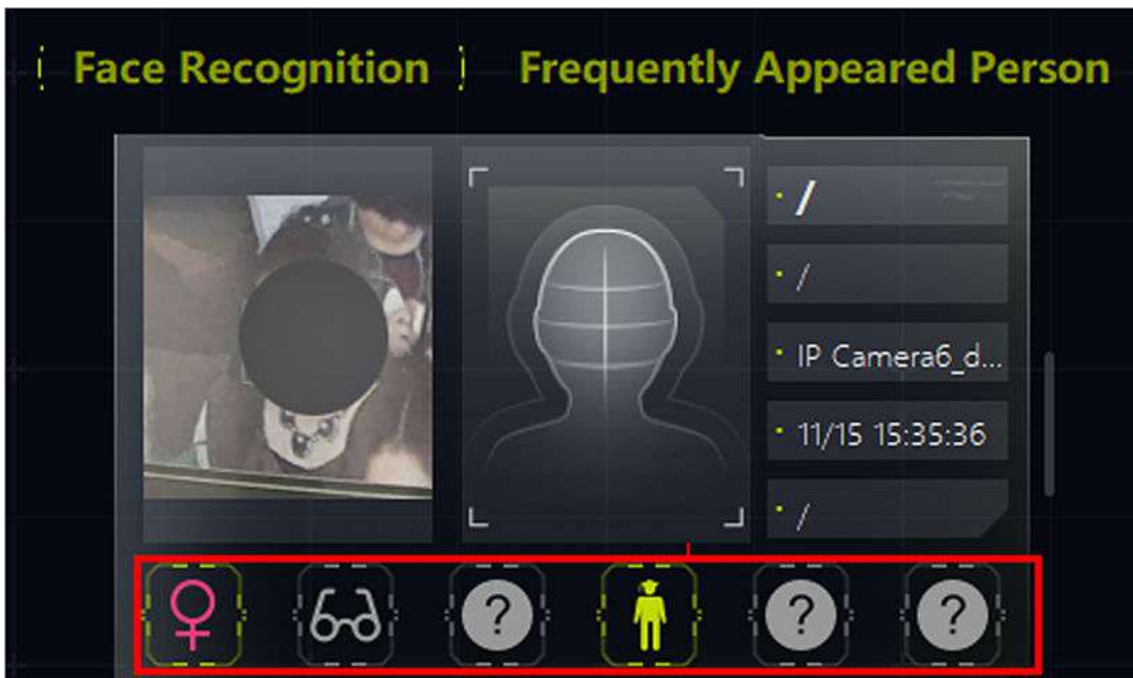 Face Recognition
Frequently Appeared Person
/
/
IP Camera6_d...
11/15 15:35:36
/
?
?
?